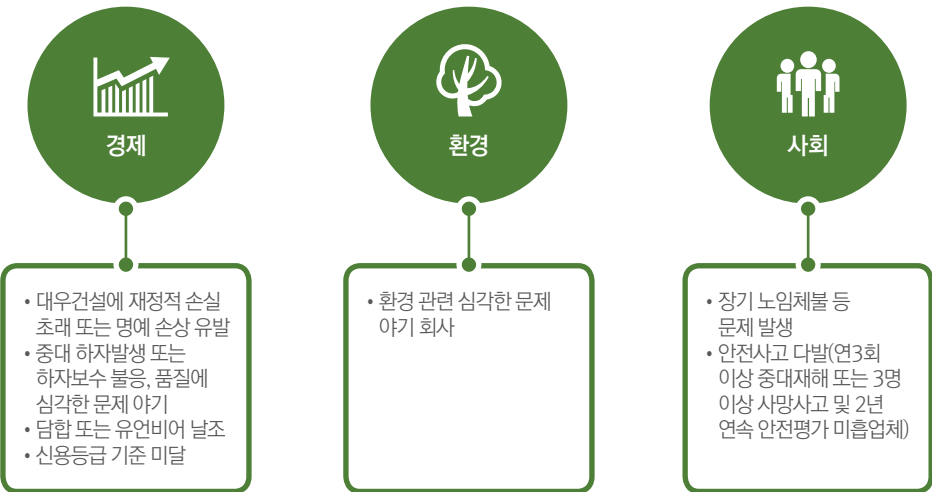 경제
• 대우건설에 재정적 손실
초래 또는 명예 손상 유발
• 중대 하자발생 또는
하자보수 불응, 품질에
심각한 문제 야기
• 담합 또는 유언비어 날조
• 신용등급 기준 미달
환경
• 환경 관련 심각한 문제
야기 회사
사회
• 장기 노임체불 등
문제 발생
• 안전사고 다발(연3회
이상 중대재해 또는 3명
이상 사망사고 및 2년
연속 안전평가 미흡업체)